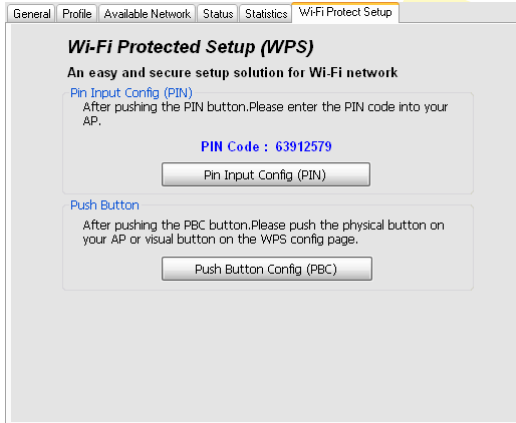 General Profile Available Network Status Statistics Wi-Fi Protect Setup
Wi-Fi Protected Setup (WPS)
An easy and secure setup solution for Wi-Fi network
Pin Input Config (PIN)
After pushing the PIN button.Please enter the PIN code into your
AP.
PIN Code : 63912579
Pin Input Config (PIN)
Push Button
After pushing the PBC button.Please push the physical button on
your AP or visual button on the WPS config page.
Push Button Config (PBC)